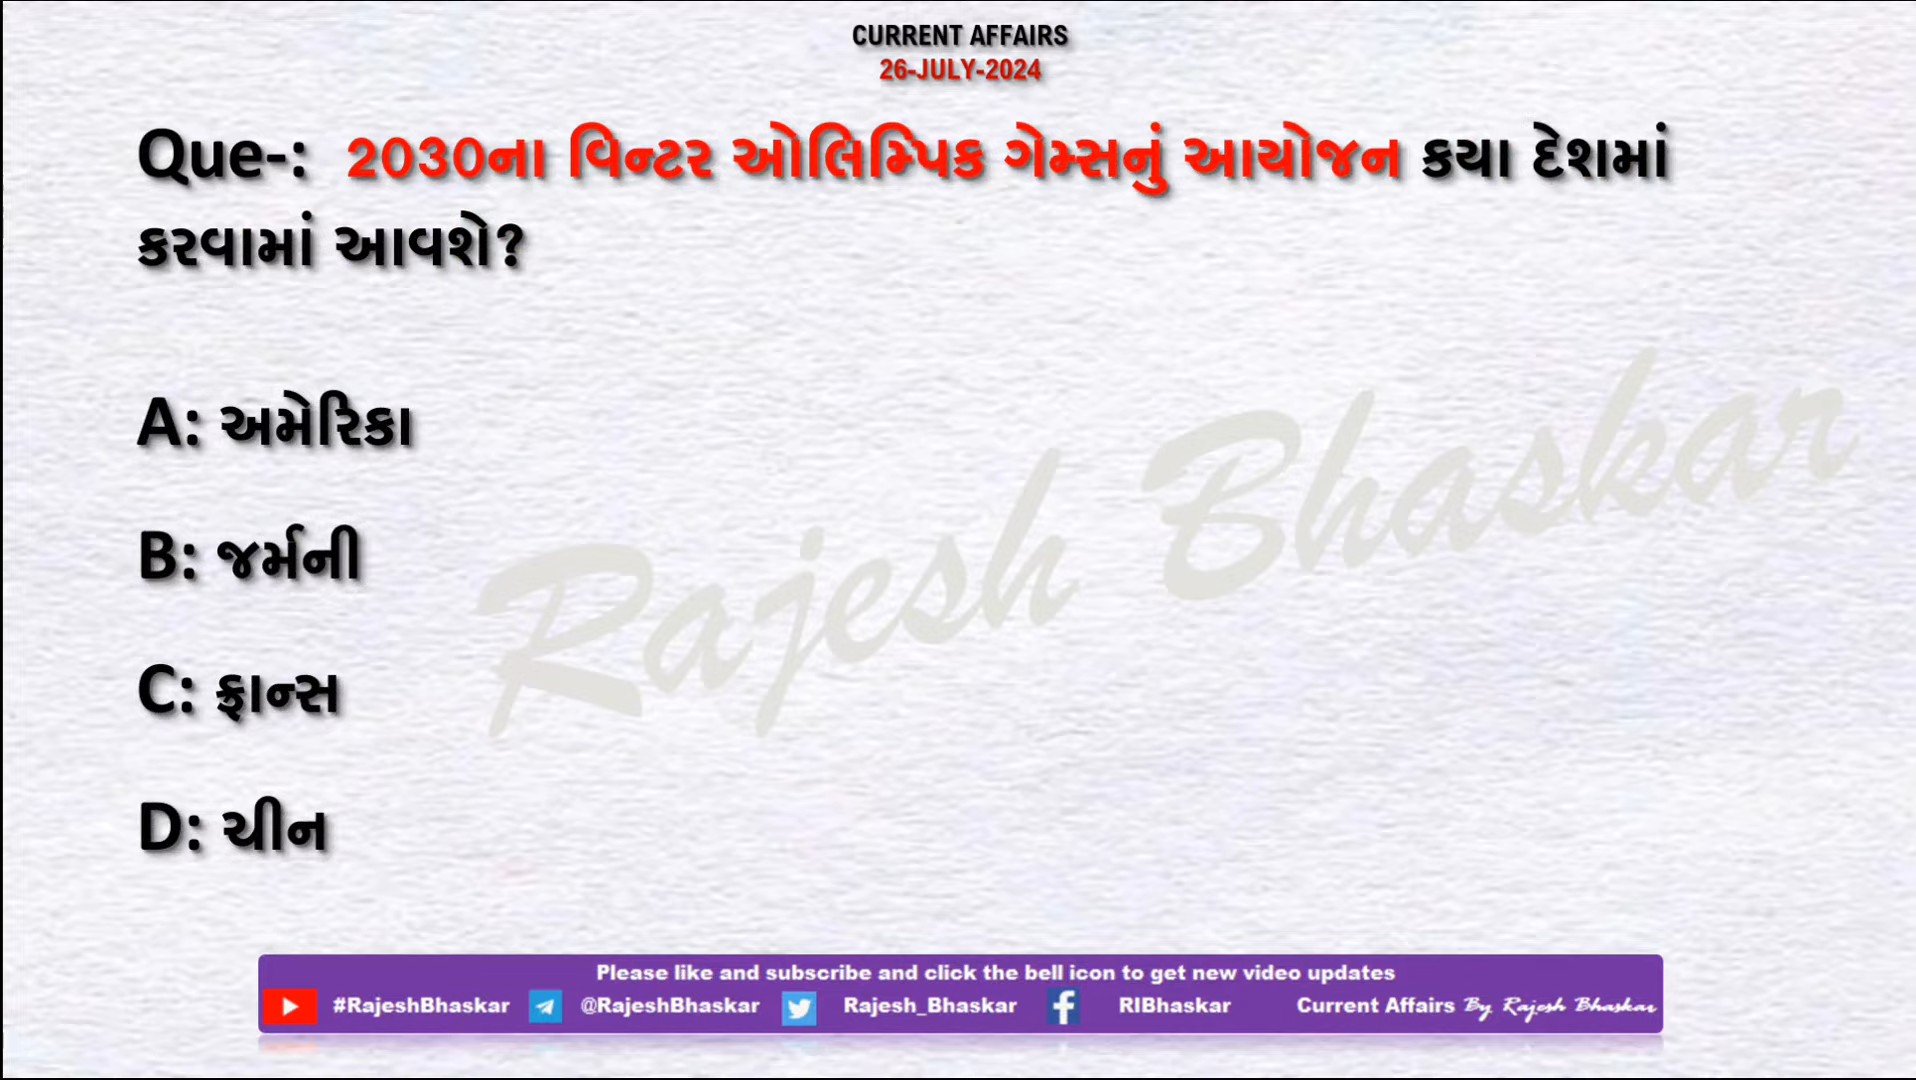 CURRENT AFFAIRS
26-JULY-2024
Que-: 2030ના વિન્ટર ઓલિમ્પિક ગેમ્સનું આયોજન કયા દેશમાં
કરવામાં આવશે?
A: અમેરિકા
B: જર્મની
C: ફ્રાન્સ
D: ચીન
Rajesh Bhaskar
Please like and subscribe and click the bell icon to get new video updates
#RajeshBhaskar @RajeshBhaskar Rajesh_Bhaskar RIBhaskar Current Affairs By Rajesh Bhaskar